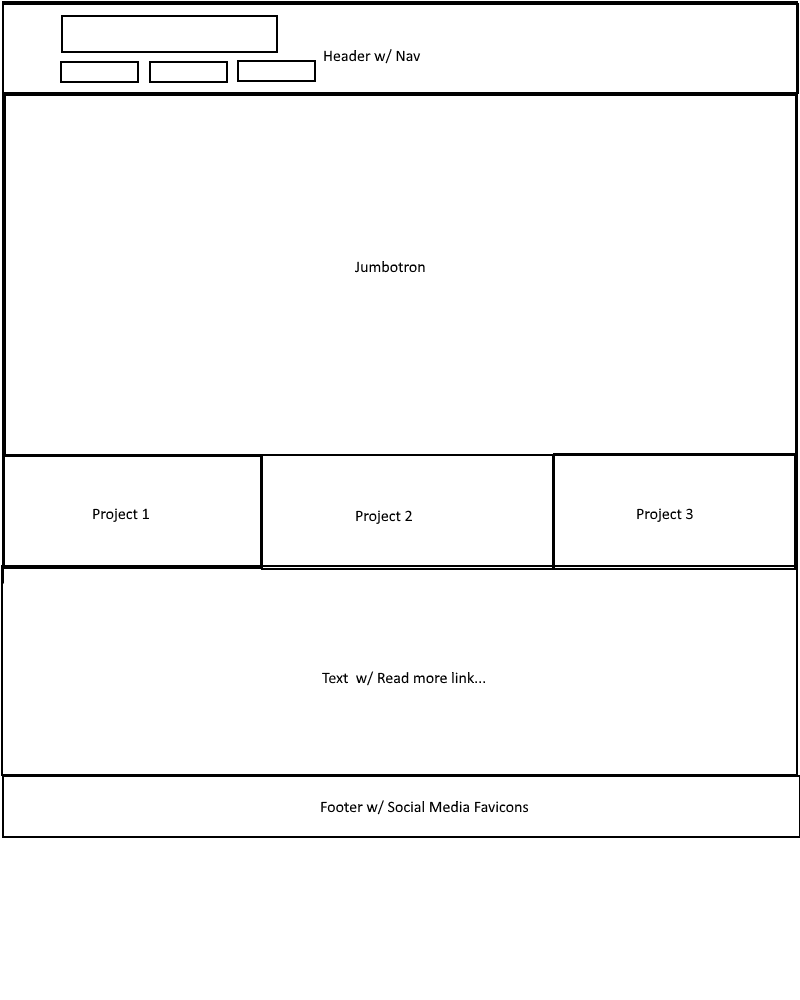 Header w/ Nav
Jumbotron
Project 1
Project 2
Project 3
Text  w/ Read more link...
Footer w/ Social Media Favicons